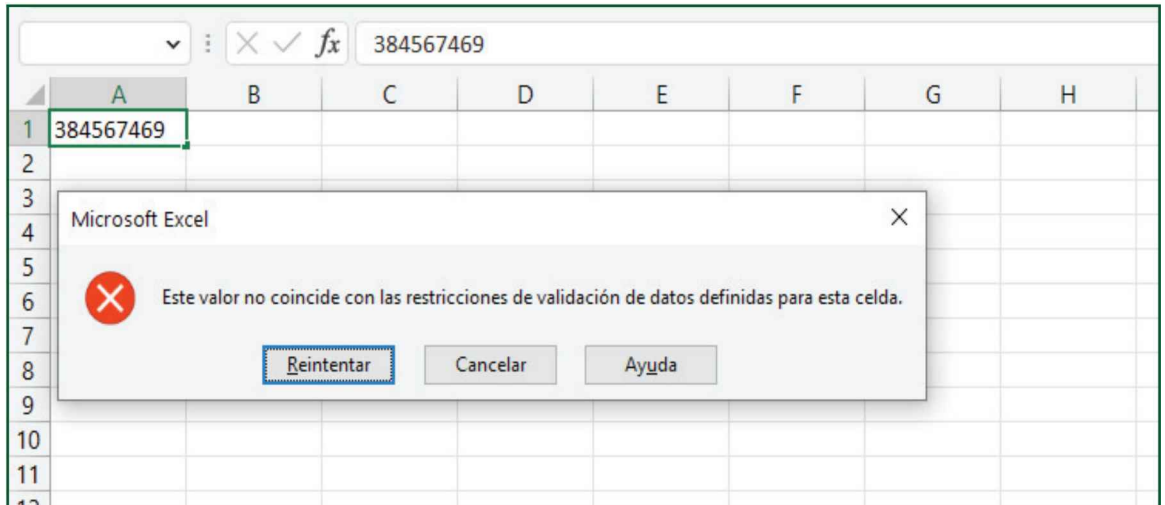 fx 384567469
A B C D E F G H
1 384567469
2
3
Microsoft Excel
4
5
Este valor no coincide con las restricciones de validación de datos definidas para esta celda.
6
7
Reintentar Cancelar Ayuda
8
9
10
11
12